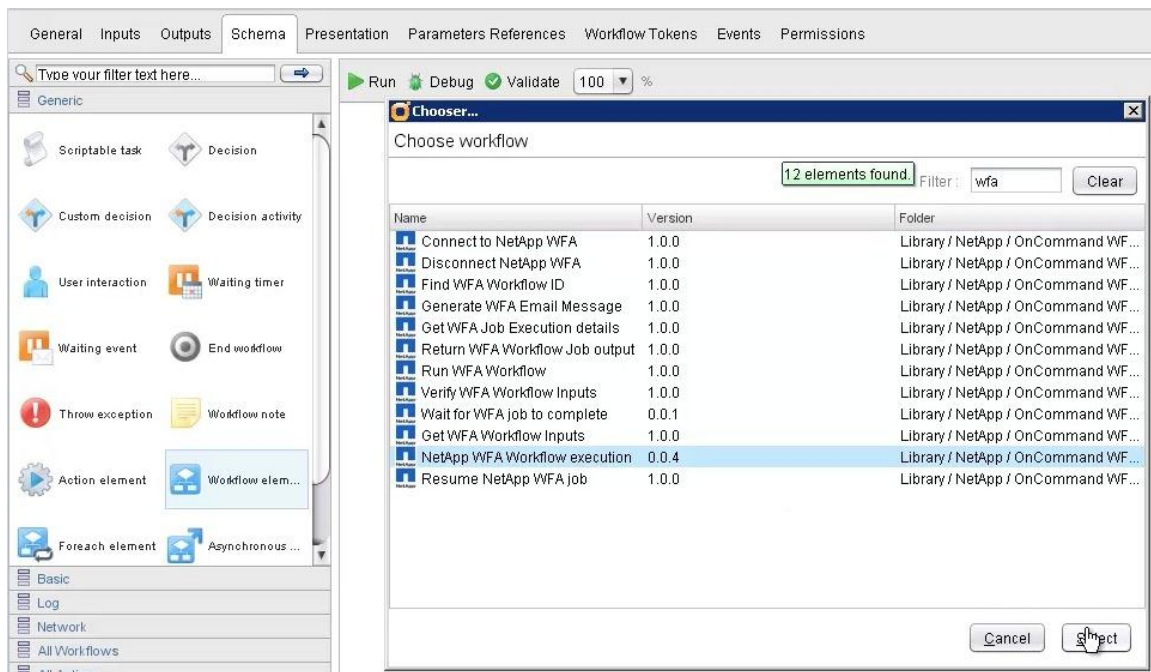 General Inputs Outputs Schema Presentation Parameters References Workflow Tokens Events Permissions
Type your filter text here...
Generic
Scriptable task Decision
Custom decision Decision activity
User interaction Waiting timer
Waiting event End workflow
Throw exception Workflow note
Action element Workflow elem...
Foreach element Asynchronous ...
Basic
Log
Network
All Workflows
Run Debug Validate 100 %
Chooser...
Choose workflow
12 elements found. Filter : wfa Clear
Name Version Folder
Connect to NetApp WFA 1.0.0 Library / NetApp / OnCommand WF...
Disconnect NetApp WFA 1.0.0 Library / NetApp / OnCommand WF...
Find WFA Workflow ID 1.0.0 Library / NetApp / OnCommand WF...
Generate WFA Email Message 1.0.0 Library / NetApp / OnCommand WF...
Get WFA Job Execution details 1.0.0 Library / NetApp / OnCommand WF...
Return WFA Workflow Job output 1.0.0 Library / NetApp / OnCommand WF...
Run WFA Workflow 1.0.0 Library / NetApp / OnCommand WF...
Verify WFA Workflow Inputs 1.0.0 Library / NetApp / OnCommand WF...
Wait for WFA job to complete 0.0.1 Library / NetApp / OnCommand WF...
Get WFA Workflow Inputs 1.0.0 Library / NetApp / OnCommand WF...
NetApp WFA Workflow execution 0.0.4 Library / NetApp / OnCommand WF...
Resume NetApp WFA job 1.0.0 Library / NetApp / OnCommand WF...
Cancel Select